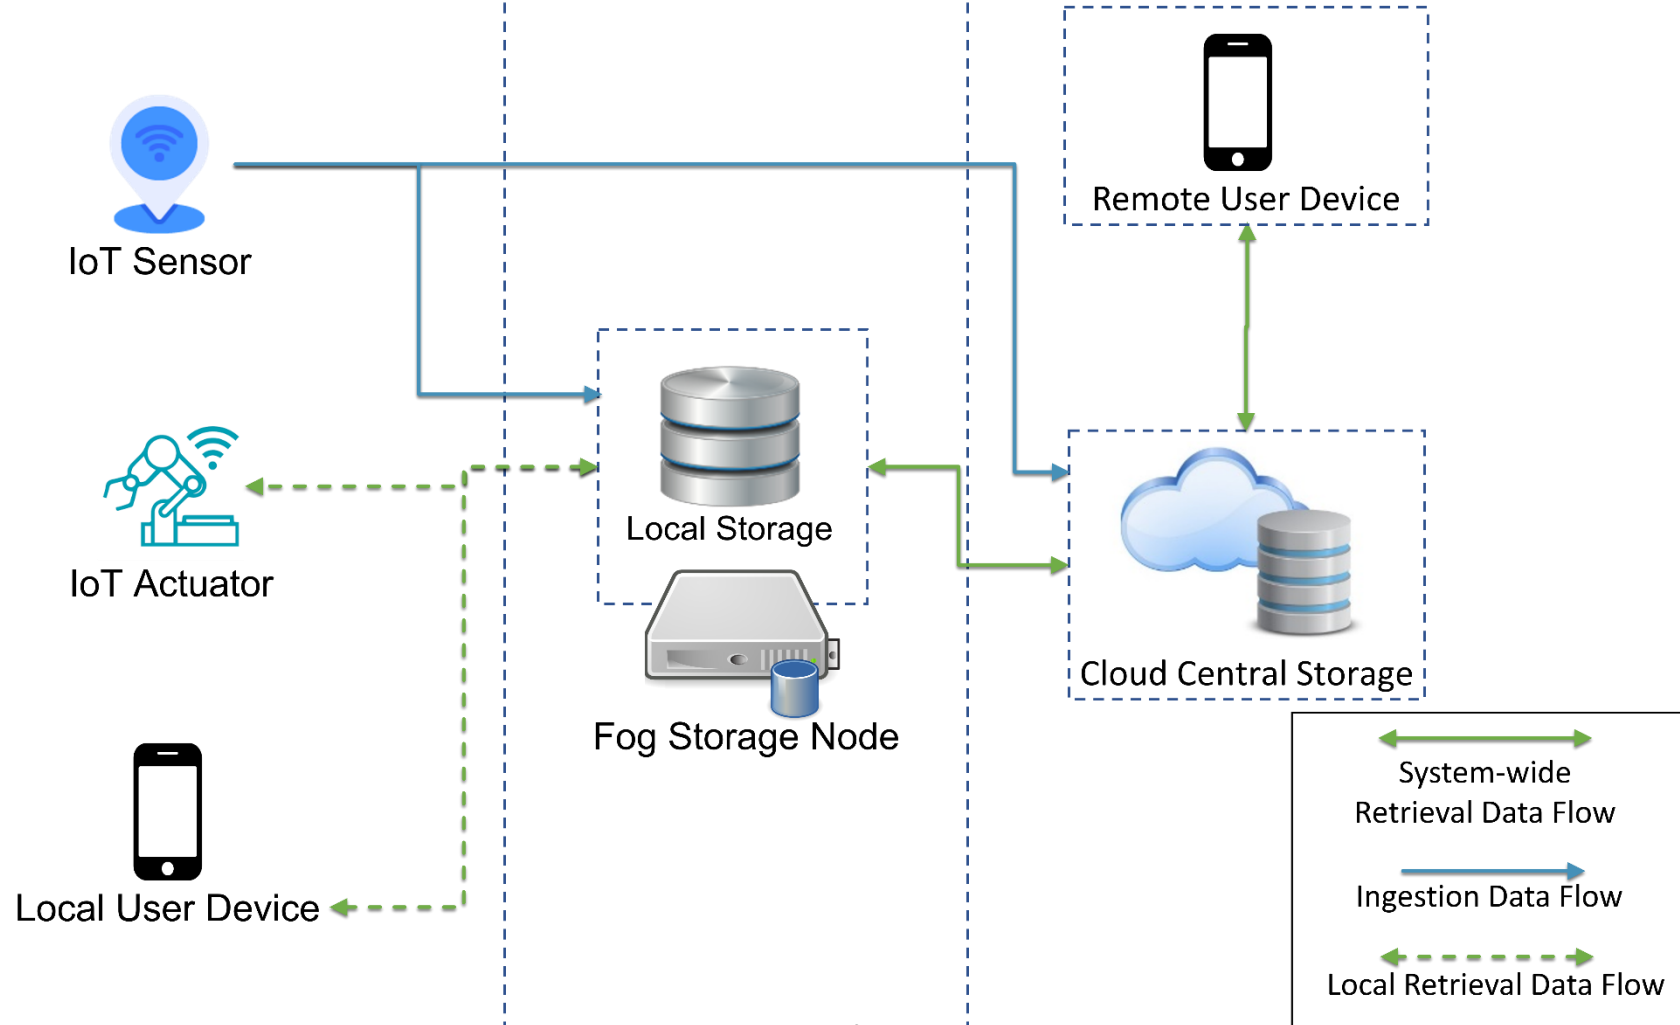 Remote User Device
IoT Sensor
Local Storage
IoT Actuator
Cloud Central Storage
Fog Storage Node
System-wide
Retrieval Data Flow
Ingestion Data Flow
Local User Device
Local Retrieval Data Flow